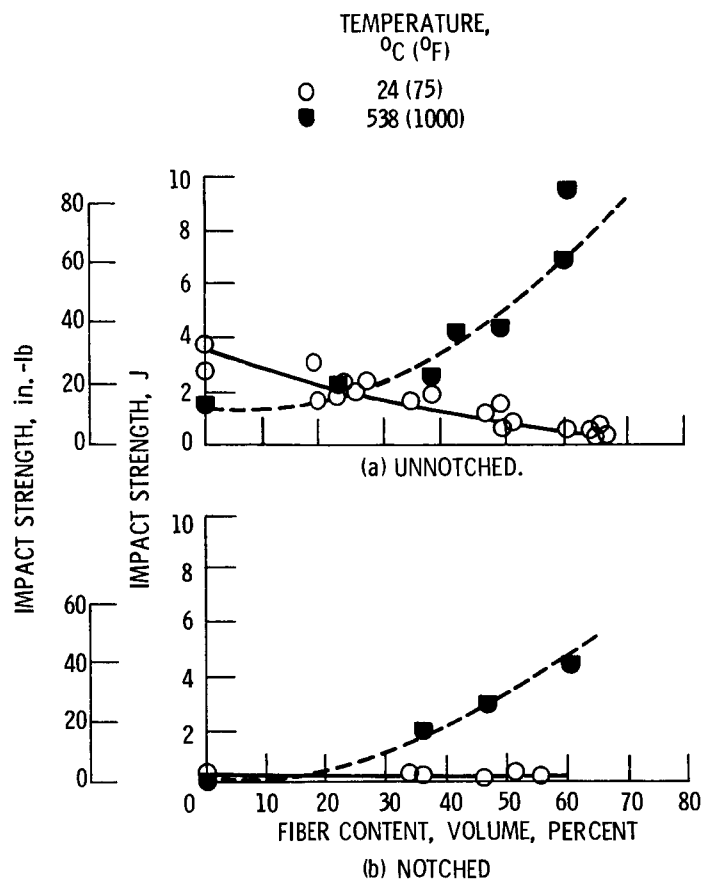 TEMPERATURE,
°C (°F)
24 (75)
538 (1000)
IMPACT STRENGTH, in.-lb
80
60
40
20
0
IMPACT STRENGTH, J
10
8
6
4
2
0
(a) UNNOTCHED.
60
40
20
0
10
8
6
4
2
0 10 20 30 40 50 60 70 80
FIBER CONTENT, VOLUME, PERCENT
(b) NOTCHED